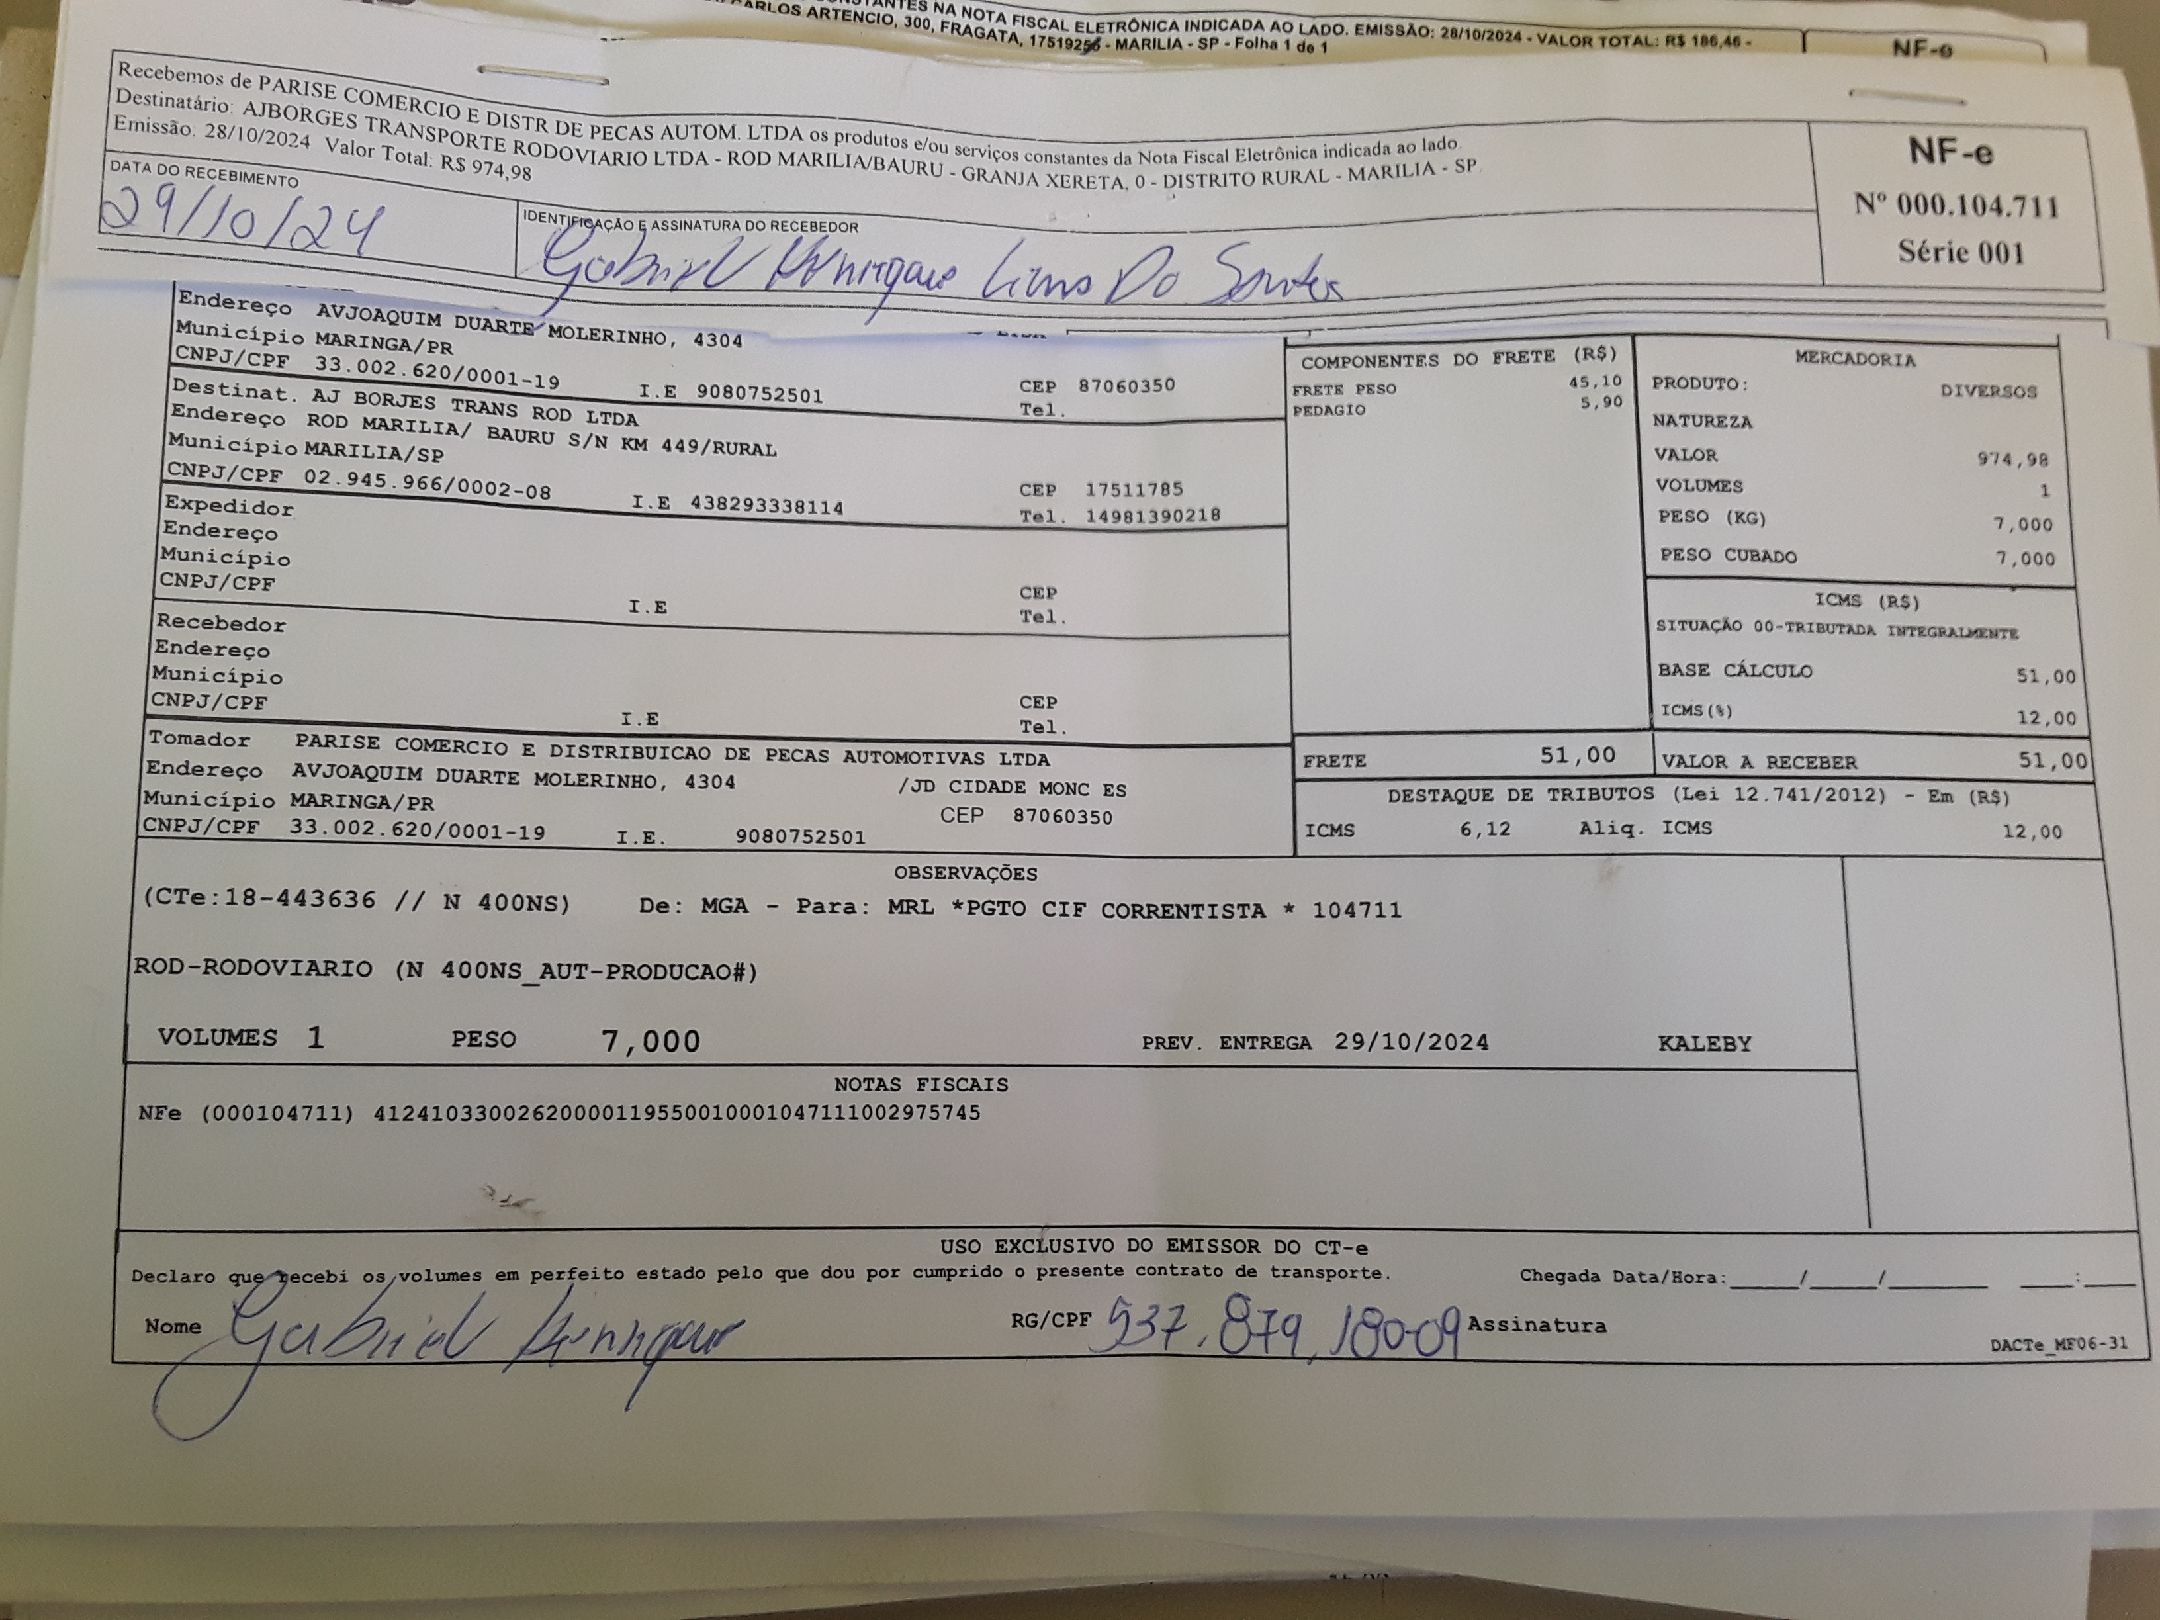 CONSTANTES NA NOTA FISCAL ELETRÔNICA INDICADA AO LADO. EMISSÃO: 28/10/2024 - VALOR TOTAL: R$ 186,46 -
CARLOS ARTENCIO, 300, FRAGATA, 17519255 - MARILIA - SP - Folha 1 de 1
NF-e
Recebemos de PARISE COMERCIO E DISTR DE PECAS AUTOM. LTDA os produtos e/ou serviços constantes da Nota Fiscal Eletrônica indicada ao lado
Destinatário: AJBORGES TRANSPORTE RODOVIARIO LTDA - ROD MARILIA/BAURU - GRANJA XERETA, 0 - DISTRITO RURAL - MARILIA - SP
Emissão: 28/10/2024 Valor Total: R$ 974,98
NF-e
Nº 000.104.711
Série 001
DATA DO RECEBIMENTO
29/10/24
IDENTIFICAÇÃO E ASSINATURA DO RECEBEDOR
Gabriel Henrique Lima Do Santos
Endereço AVJOAQUIM DUARTE MOLERINHO, 4304
Município MARINGA/PR
CNPJ/CPF 33.002.620/0001-19 I.E 9080752501
CEP 87060350
Tel.
Destinat. AJ BORJES TRANS ROD LTDA
Endereço ROD MARILIA/ BAURU S/N KM 449/RURAL
Município MARILIA/SP
CNPJ/CPF 02.945.966/0002-08 I.E 438293338114
CEP 17511785
Tel. 14981390218
Expedidor
Endereço
Município
CNPJ/CPF
I.E
CEP
Tel.
Recebedor
Endereço
Município
CNPJ/CPF
I.E
CEP
Tel.
Tomador PARISE COMERCIO E DISTRIBUICAO DE PECAS AUTOMOTIVAS LTDA
Endereço AVJOAQUIM DUARTE MOLERINHO, 4304 /JD CIDADE MONC ES
Município MARINGA/PR CEP 87060350
CNPJ/CPF 33.002.620/0001-19 I.E. 9080752501
COMPONENTES DO FRETE (R$)
FRETE PESO 45,10
PEDAGIO 5,90
MERCADORIA
PRODUTO: DIVERSOS
NATUREZA
VALOR 974,98
VOLUMES 1
PESO (KG) 7,000
PESO CUBADO 7,000
ICMS (R$)
SITUAÇÃO 00-TRIBUTADA INTEGRALMENTE
BASE CÁLCULO 51,00
ICMS(%) 12,00
FRETE 51,00 VALOR A RECEBER 51,00
DESTAQUE DE TRIBUTOS (Lei 12.741/2012) - Em (R$)
ICMS 6,12 Aliq. ICMS 12,00
OBSERVAÇÕES
(CTe:18-443636 // N 400NS) De: MGA - Para: MRL *PGTO CIF CORRENTISTA * 104711
ROD-RODOVIARIO (N 400NS_AUT-PRODUCAO#)
VOLUMES 1 PESO 7,000 PREV. ENTREGA 29/10/2024 KALEBY
NOTAS FISCAIS
NFe (000104711) 41241033002620000119550010001047111002975745
USO EXCLUSIVO DO EMISSOR DO CT-e
Declaro que recebi os volumes em perfeito estado pelo que dou por cumprido o presente contrato de transporte. Chegada Data/Hora:_____/_____/_______ ____:____
Nome Gabriel Henrique RG/CPF 537.879.180-09 Assinatura
DACTe_MF06-31